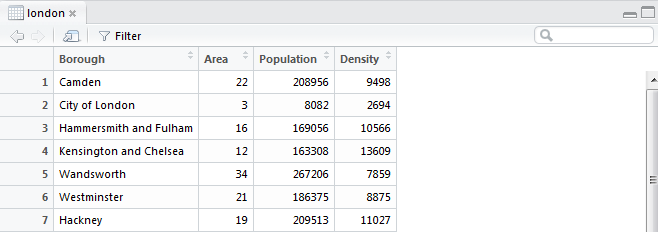 london
Filter
Borough Area Population Density
1 Camden 22 208956 9498
2 City of London 3 8082 2694
3 Hammersmith and Fulham 16 169056 10566
4 Kensington and Chelsea 12 163308 13609
5 Wandsworth 34 267206 7859
6 Westminster 21 186375 8875
7 Hackney 19 209513 11027